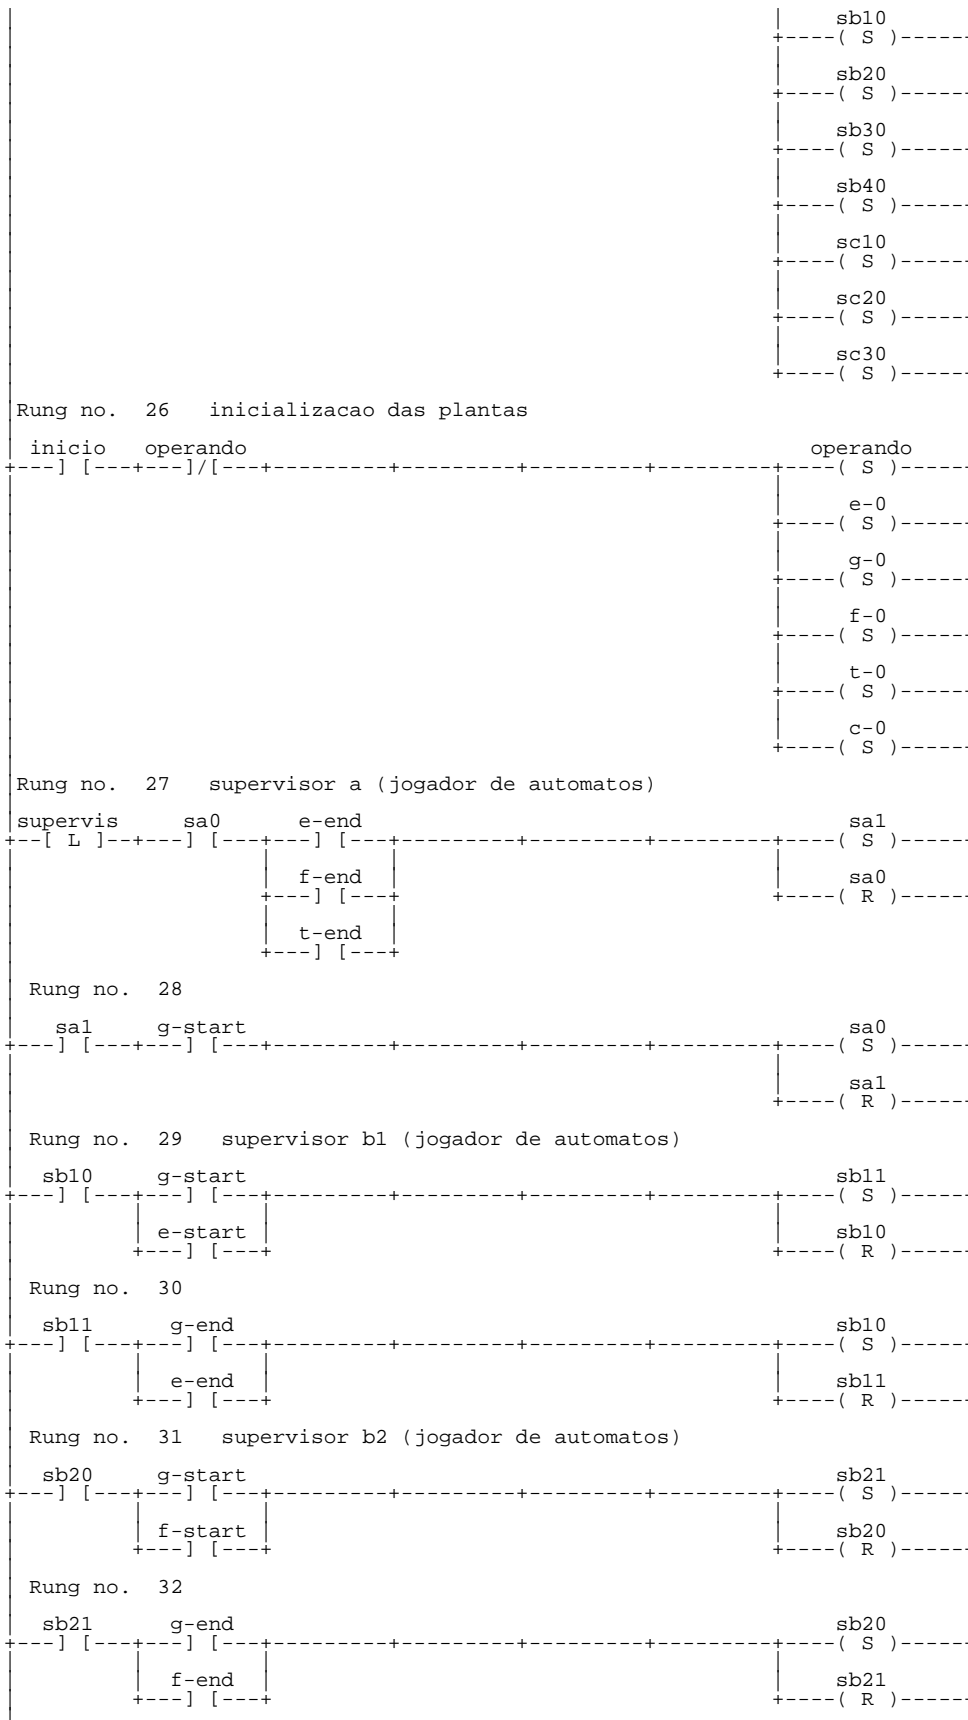 |                                                           |    sb10
                                                            +----( S )------
                                                            |    sb20
                                                            +----( S )------
                                                            |    sb30
                                                            +----( S )------
                                                            |    sb40
                                                            +----( S )------
                                                            |    sc10
                                                            +----( S )------
                                                            |    sc20
                                                            +----( S )------
                                                            |    sc30
                                                            +----( S )------
|Rung no.  26   inicializacao das plantas
  inicio   operando                                            operando
+---] [---+---]/[---+---------+---------+---------+---------+----( S )------
                                                            |     e-0
                                                            +----( S )------
                                                            |     g-0
                                                            +----( S )------
                                                            |     f-0
                                                            +----( S )------
                                                            |     t-0
                                                            +----( S )------
                                                            |     c-0
                                                            +----( S )------
|Rung no.  27   supervisor a (jogador de automatos)
|supervis     sa0      e-end                                      sa1
+--[ L ]--+---] [---+---] [---+---------+---------+---------+----( S )------
                    |  f-end  |                             |     sa0
                    +---] [---+                             +----( R )------
                    |  t-end  |
                    +---] [---+
| Rung no.  28
    sa1     g-start                                               sa0
+---] [---+---] [---+---------+---------+---------+---------+----( S )------
                                                            |     sa1
                                                            +----( R )------
| Rung no.  29   supervisor b1 (jogador de automatos)
   sb10     g-start                                              sb11
+---] [---+---] [---+---------+---------+---------+---------+----( S )------
          | e-start |                                       |    sb10
          +---] [---+                                       +----( R )------
| Rung no.  30
   sb11      g-end                                               sb10
+---] [---+---] [---+---------+---------+---------+---------+----( S )------
          |  e-end  |                                       |    sb11
          +---] [---+                                       +----( R )------
| Rung no.  31   supervisor b2 (jogador de automatos)
   sb20     g-start                                              sb21
+---] [---+---] [---+---------+---------+---------+---------+----( S )------
          | f-start |                                       |    sb20
          +---] [---+                                       +----( R )------
| Rung no.  32
   sb21      g-end                                               sb20
+---] [---+---] [---+---------+---------+---------+---------+----( S )------
          |  f-end  |                                       |    sb21
          +---] [---+                                       +----( R )------